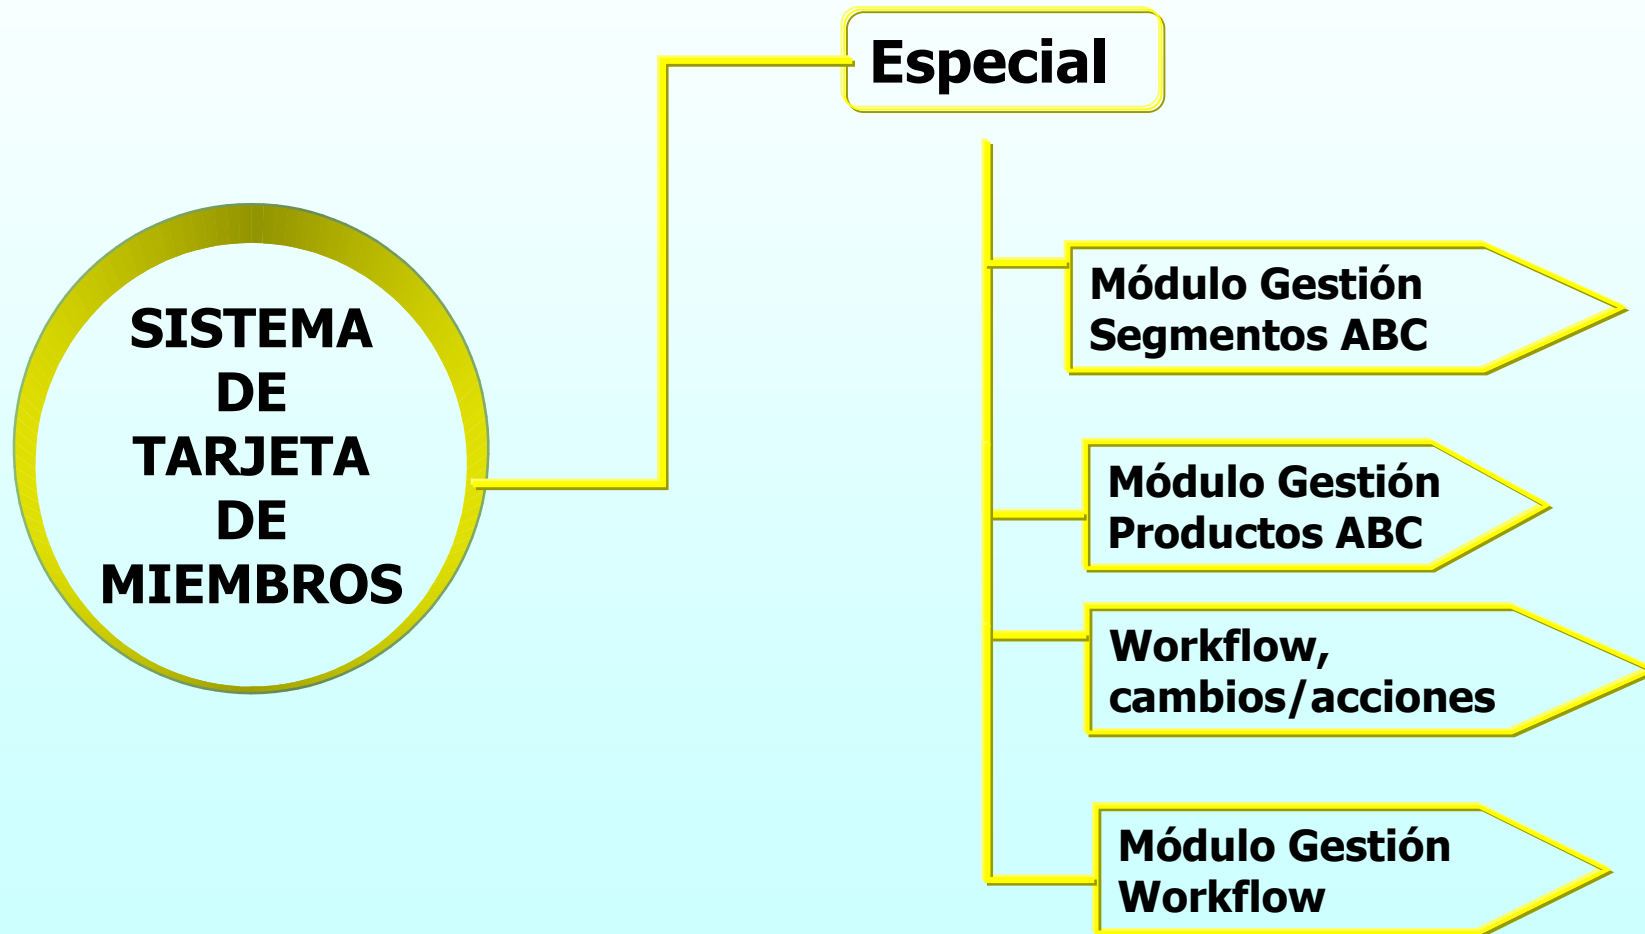 Especial
SISTEMA
DE
TARJETA
DE
MIEMBROS
Módulo Gestión
Segmentos ABC
Módulo Gestión
Productos ABC
Workflow,
cambios/acciones
Módulo Gestión
Workflow